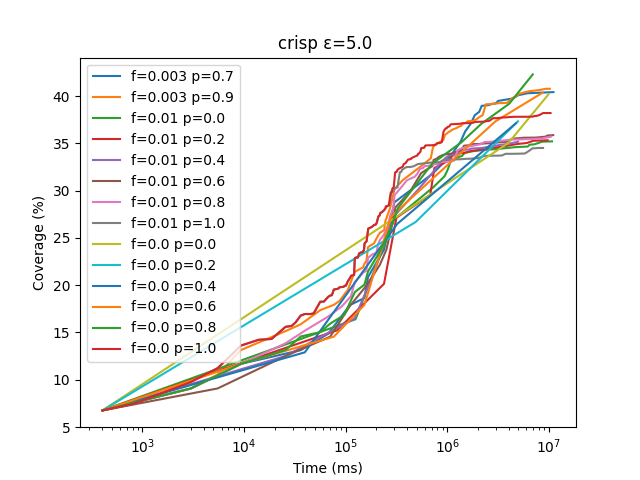 crisp ε=5.0
Coverage (%)
40
35
30
25
20
15
10
5
f=0.003 p=0.7
f=0.003 p=0.9
f=0.01 p=0.0
f=0.01 p=0.2
f=0.01 p=0.4
f=0.01 p=0.6
f=0.01 p=0.8
f=0.01 p=1.0
f=0.0 p=0.0
f=0.0 p=0.2
f=0.0 p=0.4
f=0.0 p=0.6
f=0.0 p=0.8
f=0.0 p=1.0
10³ 10⁴ 10⁵ 10⁶ 10⁷
Time (ms)